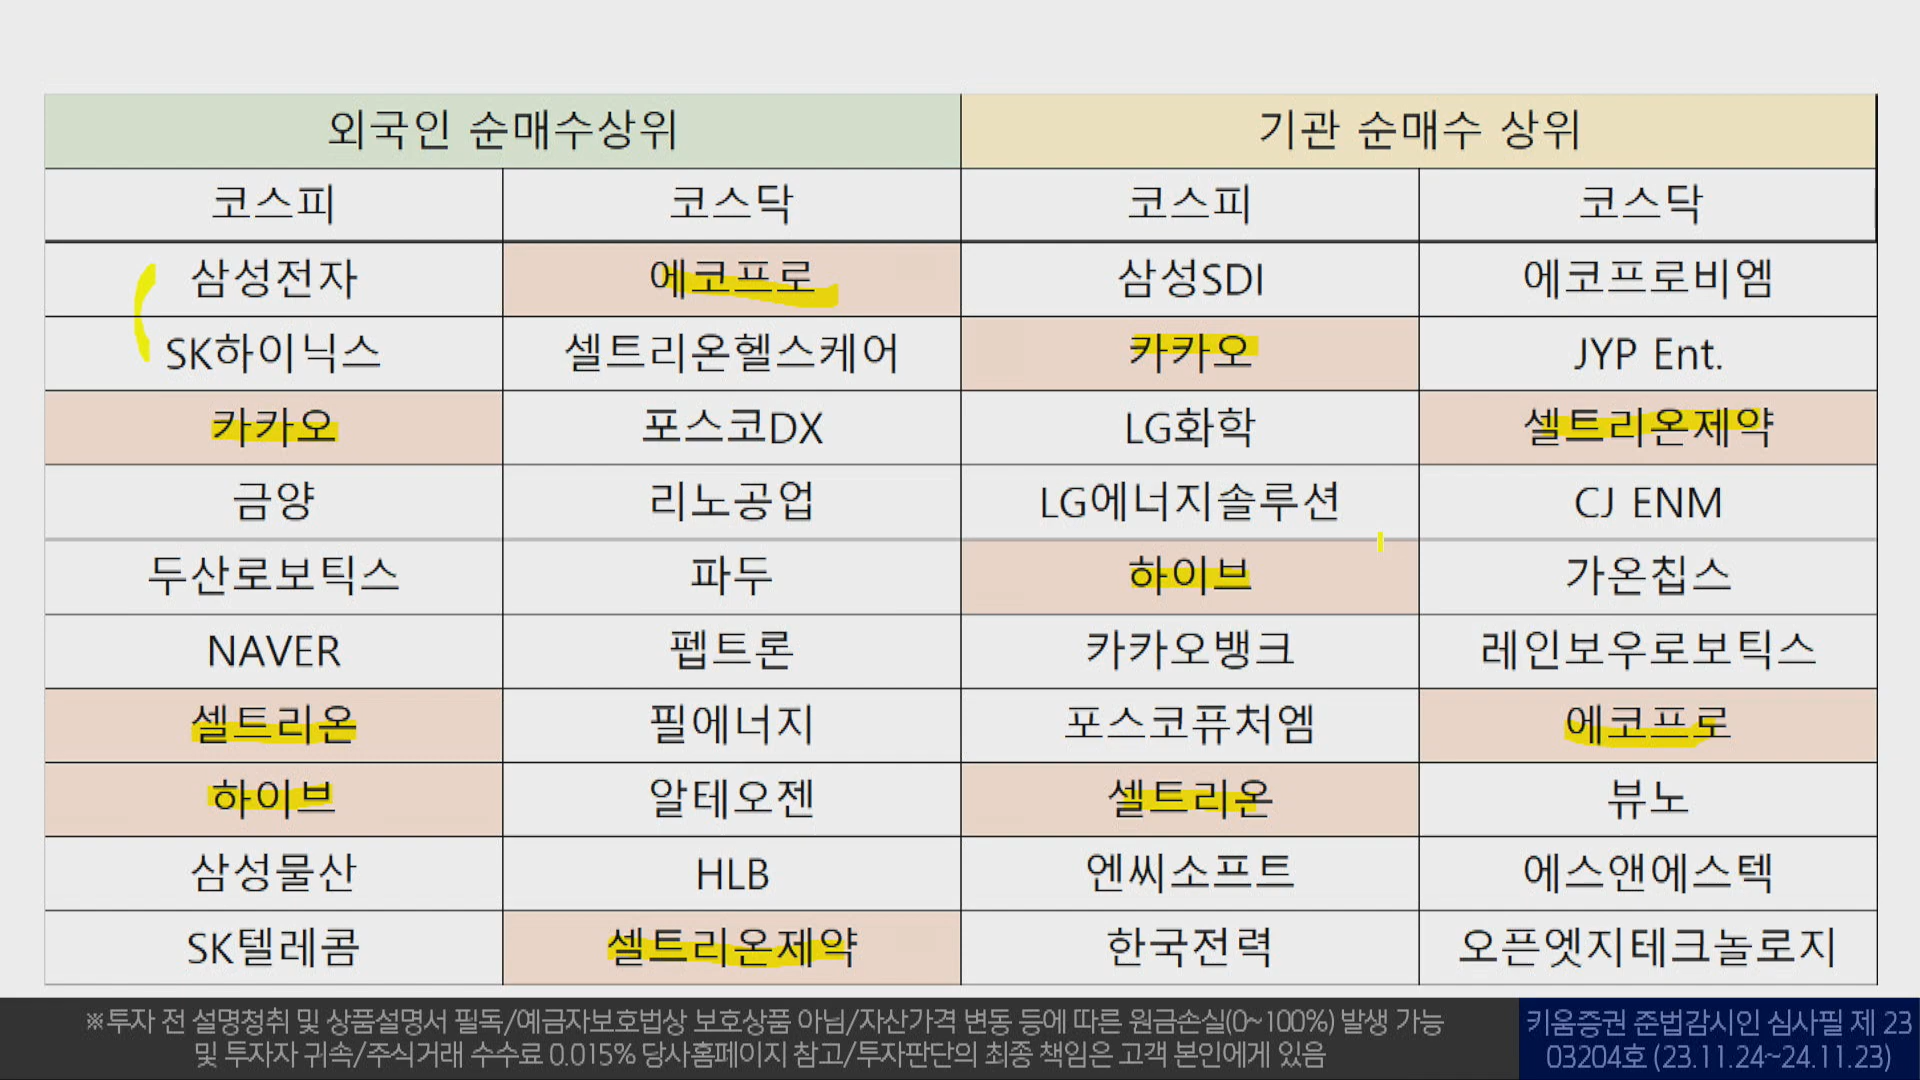 외국인 순매수상위 기관 순매수 상위
코스피 코스닥 코스피 코스닥
삼성전자 에코프로 삼성SDI 에코프로비엠
SK하이닉스 셀트리온헬스케어 카카오 JYP Ent.
카카오 포스코DX LG화학 셀트리온제약
금양 리노공업 LG에너지솔루션 CJ ENM
두산로보틱스 파두 하이브 가온칩스
NAVER 펩트론 카카오뱅크 레인보우로보틱스
셀트리온 필에너지 포스코퓨처엠 에코프로
하이브 알테오젠 셀트리온 뷰노
삼성물산 HLB 엔씨소프트 에스앤에스텍
SK텔레콤 셀트리온제약 한국전력 오픈엣지테크놀로지
※투자 전 설명청취 및 상품설명서 필독/예금자보호법상 보호상품 아님/자산가격 변동 등에 따른 원금손실(0~100%) 발생 가능
및 투자자 귀속/주식거래 수수료 0.015% 당사홈페이지 참고/투자판단의 최종 책임은 고객 본인에게 있음
키움증권 준법감시인 심사필 제 23
03204호 (23.11.24~24.11.23)